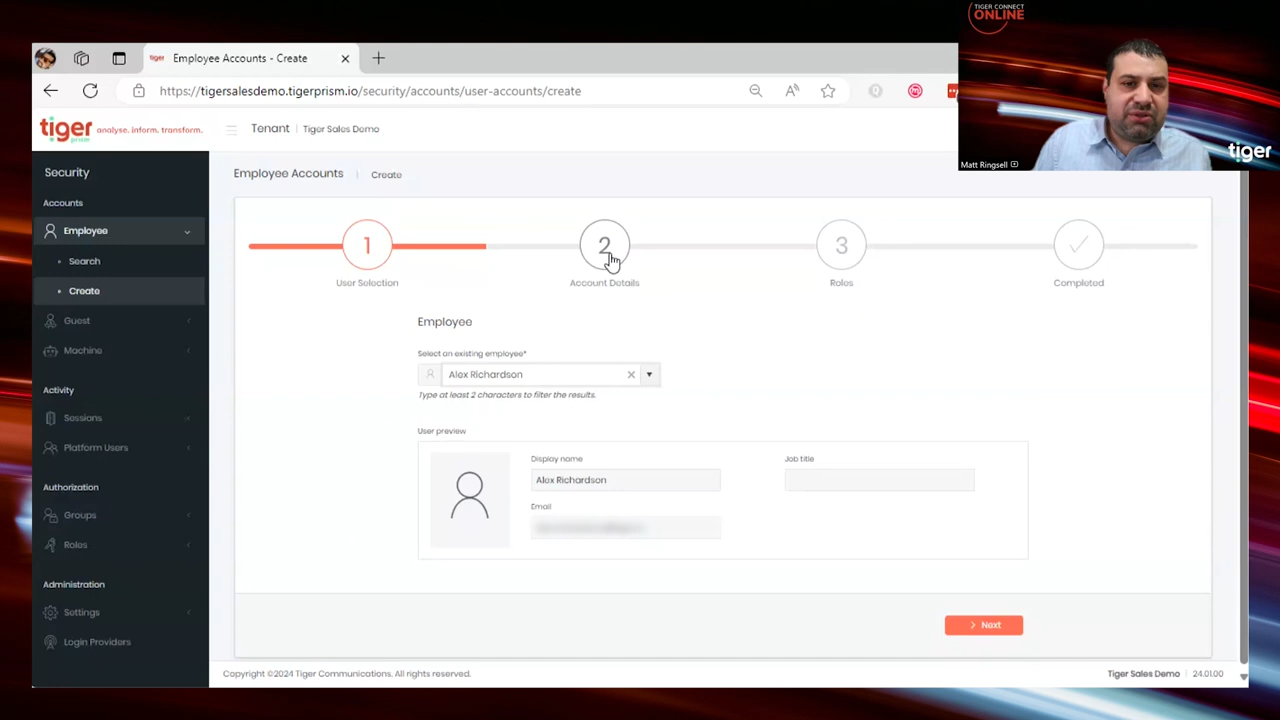 TIGER CONNECT
ONLINE
Employee Accounts - Create
https://tigersalesdemo.tigerprism.io/security/accounts/user-accounts/create
tiger
prism
analyse. inform. transform.
Tenant | Tiger Sales Demo
Matt Ringsell
tiger
Security
Employee Accounts | Create
Accounts
Employee
Search
Create
Guest
Machine
Activity
Sessions
Platform Users
Authorization
Groups
Roles
Administration
Settings
Login Providers
1
2
3
User Selection
Account Details
Roles
Completed
Employee
Select an existing employee*
Alex Richardson
Type at least 2 characters to filter the results.
User preview
Display name
Job title
Alex Richardson
Email
Next
Copyright ©2024 Tiger Communications. All rights reserved.
Tiger Sales Demo | 24.01.00